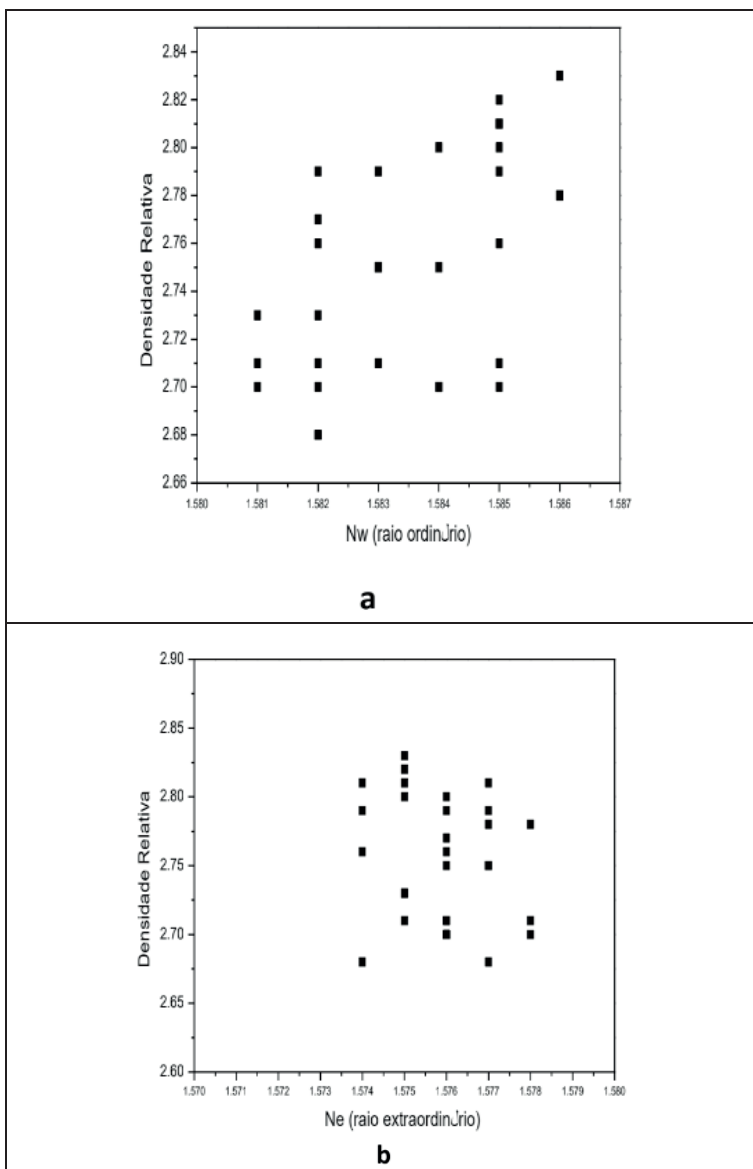 2.84
2.82
2.80
2.78
2.76
2.74
2.72
2.70
2.68
2.66
Densidade Relativa
1.580 1.581 1.582 1.583 1.584 1.585 1.586 1.587
Nw (raio ordinJrio)
a
2.90
2.85
2.80
2.75
2.70
2.65
2.60
Densidade Relativa
1.570 1.571 1.572 1.573 1.574 1.575 1.576 1.577 1.578 1.579 1.580
Ne (raio extraordinJrio)
b